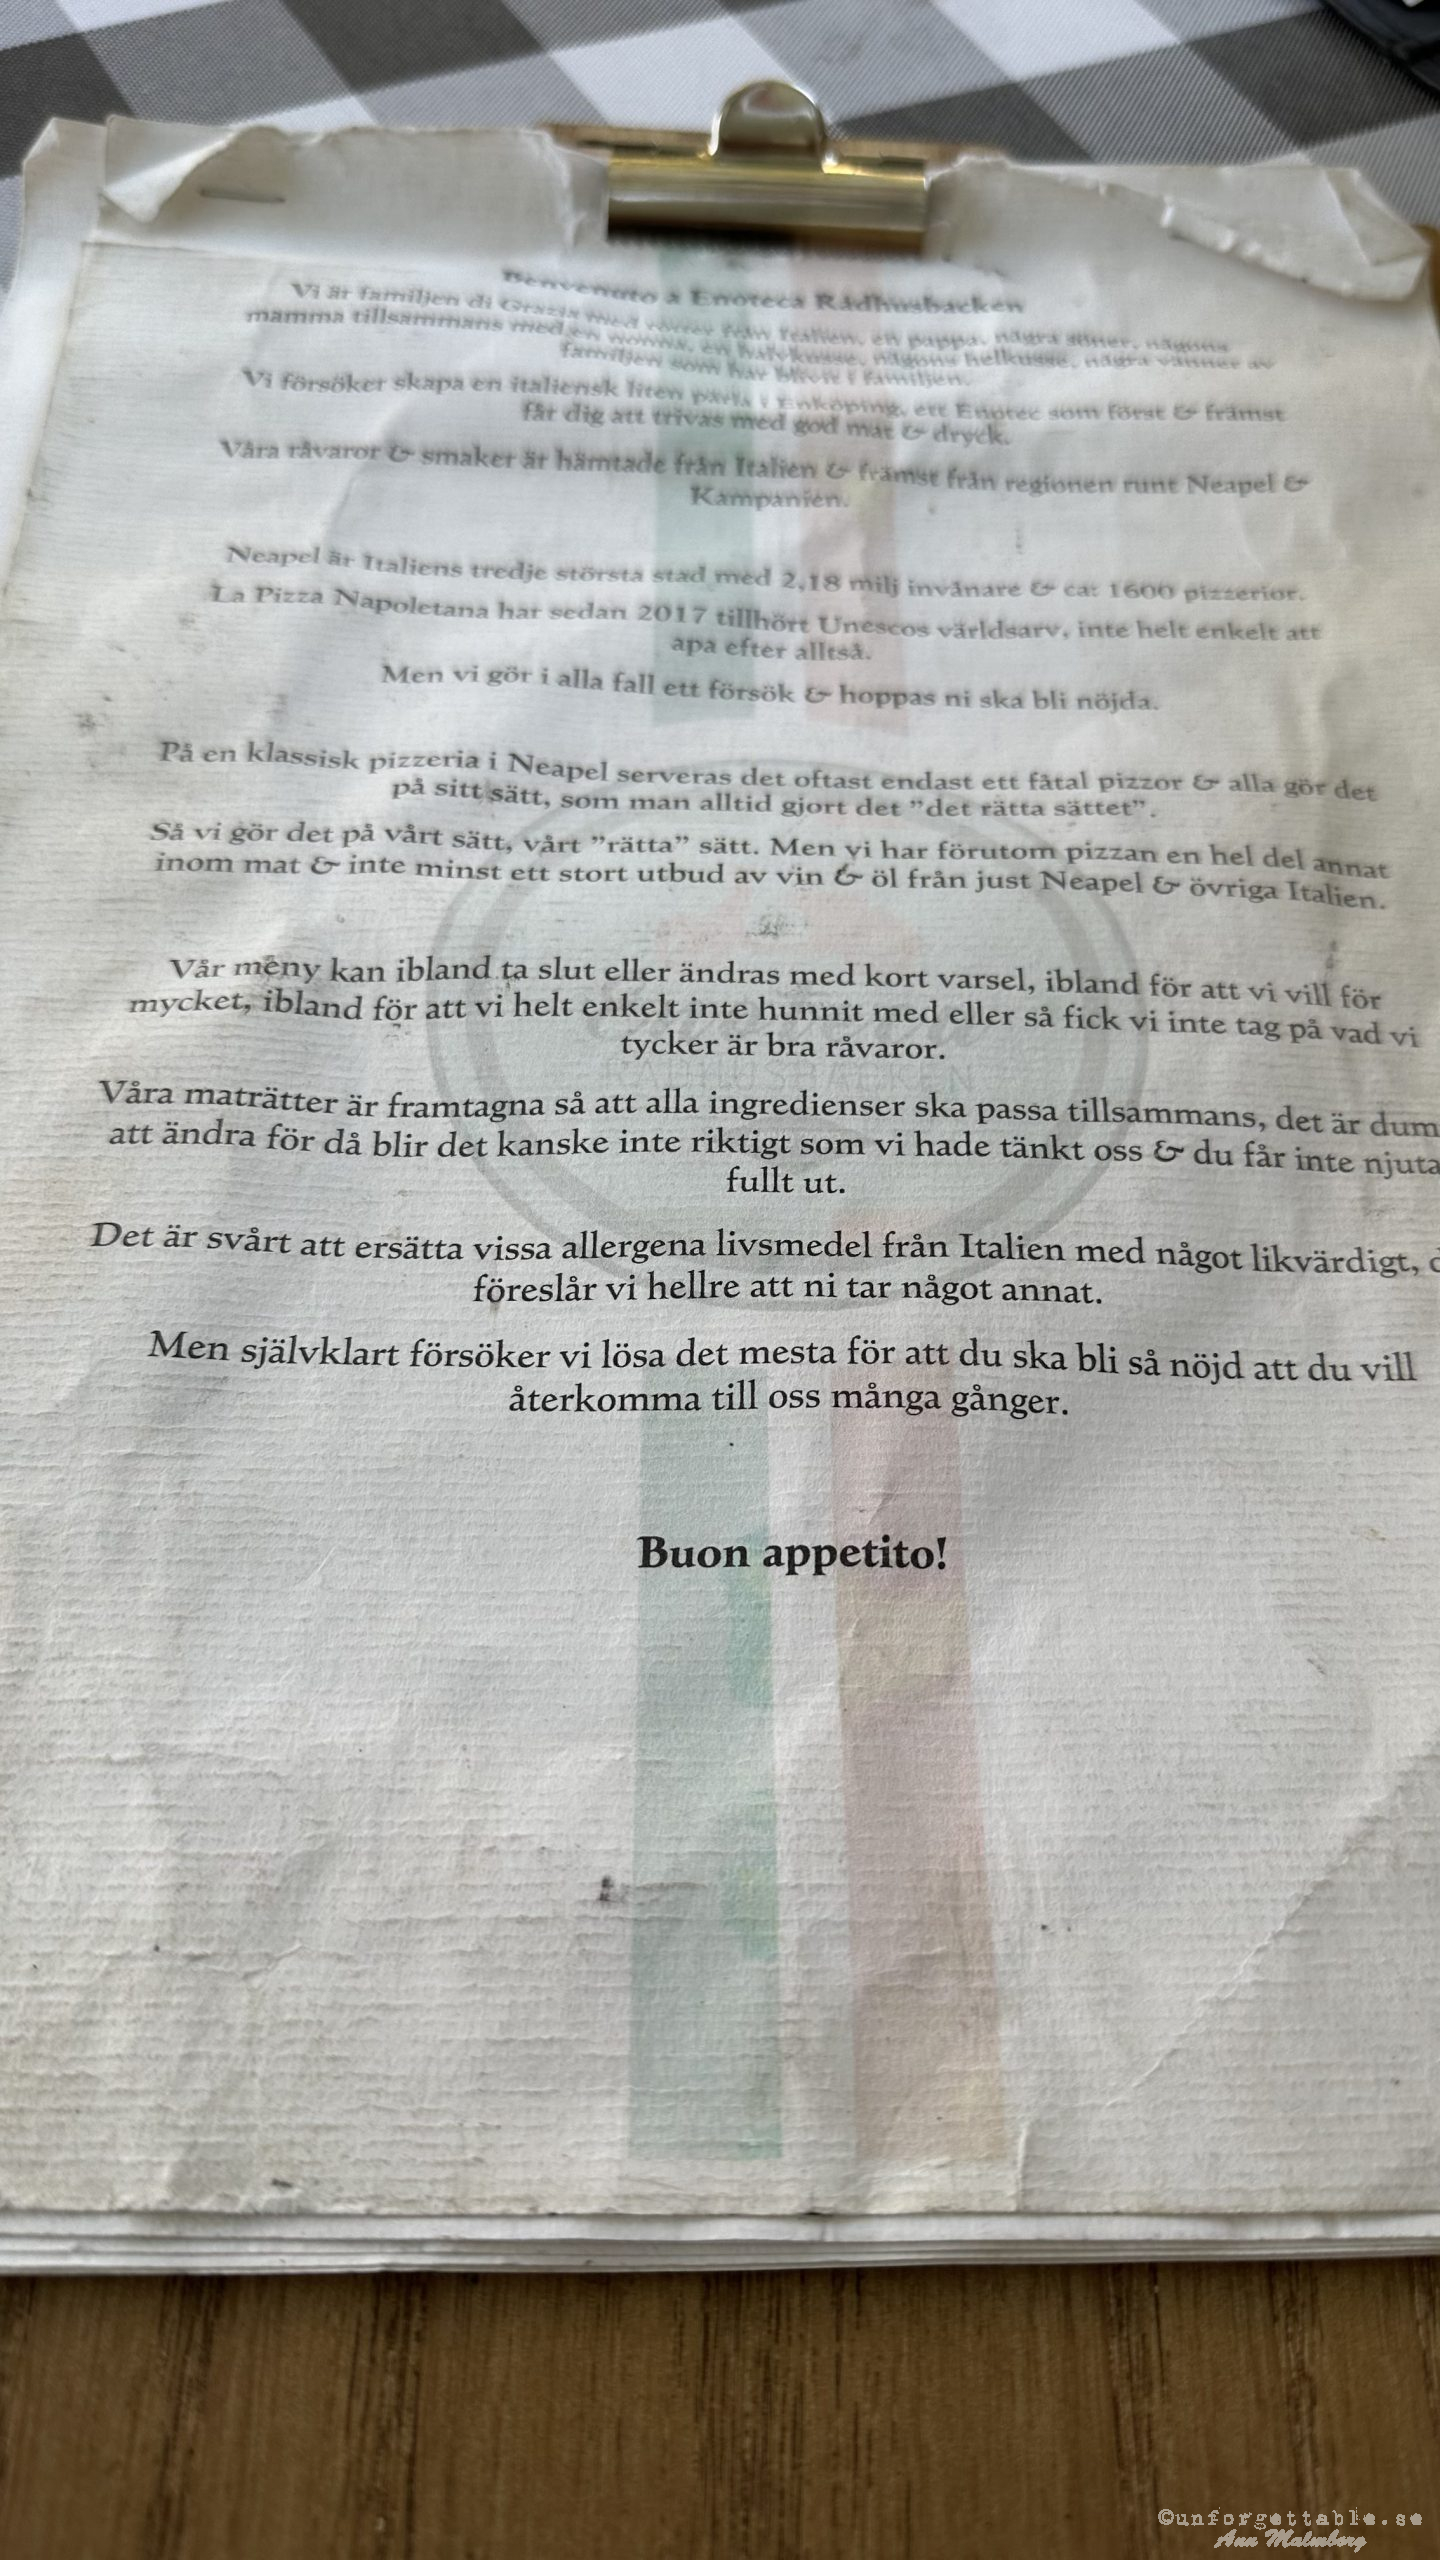 Benvenuto a Enoteca Rådhusbacken
Vi är familjen di Grazia med rötter från Italien, en pappa, några söner, någons
mamma tillsammans med en nonna, en halvkusse, någons helkusse, några vänner av
familjen som har blivit i familjen.
Vi försöker skapa en italiensk liten pärla i Enköping, ett Enotec som först & främst
får dig att trivas med god mat & dryck.
Våra råvaror & smaker är hämtade från Italien & främst från regionen runt Neapel &
Kampanien.
Neapel är Italiens tredje största stad med 2,18 milj invånare & ca: 1600 pizzerior.
La Pizza Napoletana har sedan 2017 tillhört Unescos världsarv, inte helt enkelt att
apa efter alltså.
Men vi gör i alla fall ett försök & hoppas ni ska bli nöjda.
På en klassisk pizzeria i Neapel serveras det oftast endast ett fåtal pizzor & alla gör det
på sitt sätt, som man alltid gjort det ”det rätta sättet”.
Så vi gör det på vårt sätt, vårt ”rätta” sätt. Men vi har förutom pizzan en hel del annat
inom mat & inte minst ett stort utbud av vin & öl från just Neapel & övriga Italien.
Vår meny kan ibland ta slut eller ändras med kort varsel, ibland för att vi vill för
mycket, ibland för att vi helt enkelt inte hunnit med eller så fick vi inte tag på vad vi
tycker är bra råvaror.
Våra maträtter är framtagna så att alla ingredienser ska passa tillsammans, det är dum
att ändra för då blir det kanske inte riktigt som vi hade tänkt oss & du får inte njuta
fullt ut.
Det är svårt att ersätta vissa allergena livsmedel från Italien med något likvärdigt,
föreslår vi hellre att ni tar något annat.
Men självklart försöker vi lösa det mesta för att du ska bli så nöjd att du vill
återkomma till oss många gånger.
Buon appetito!
©unforgettable.se
Ann Malmberg